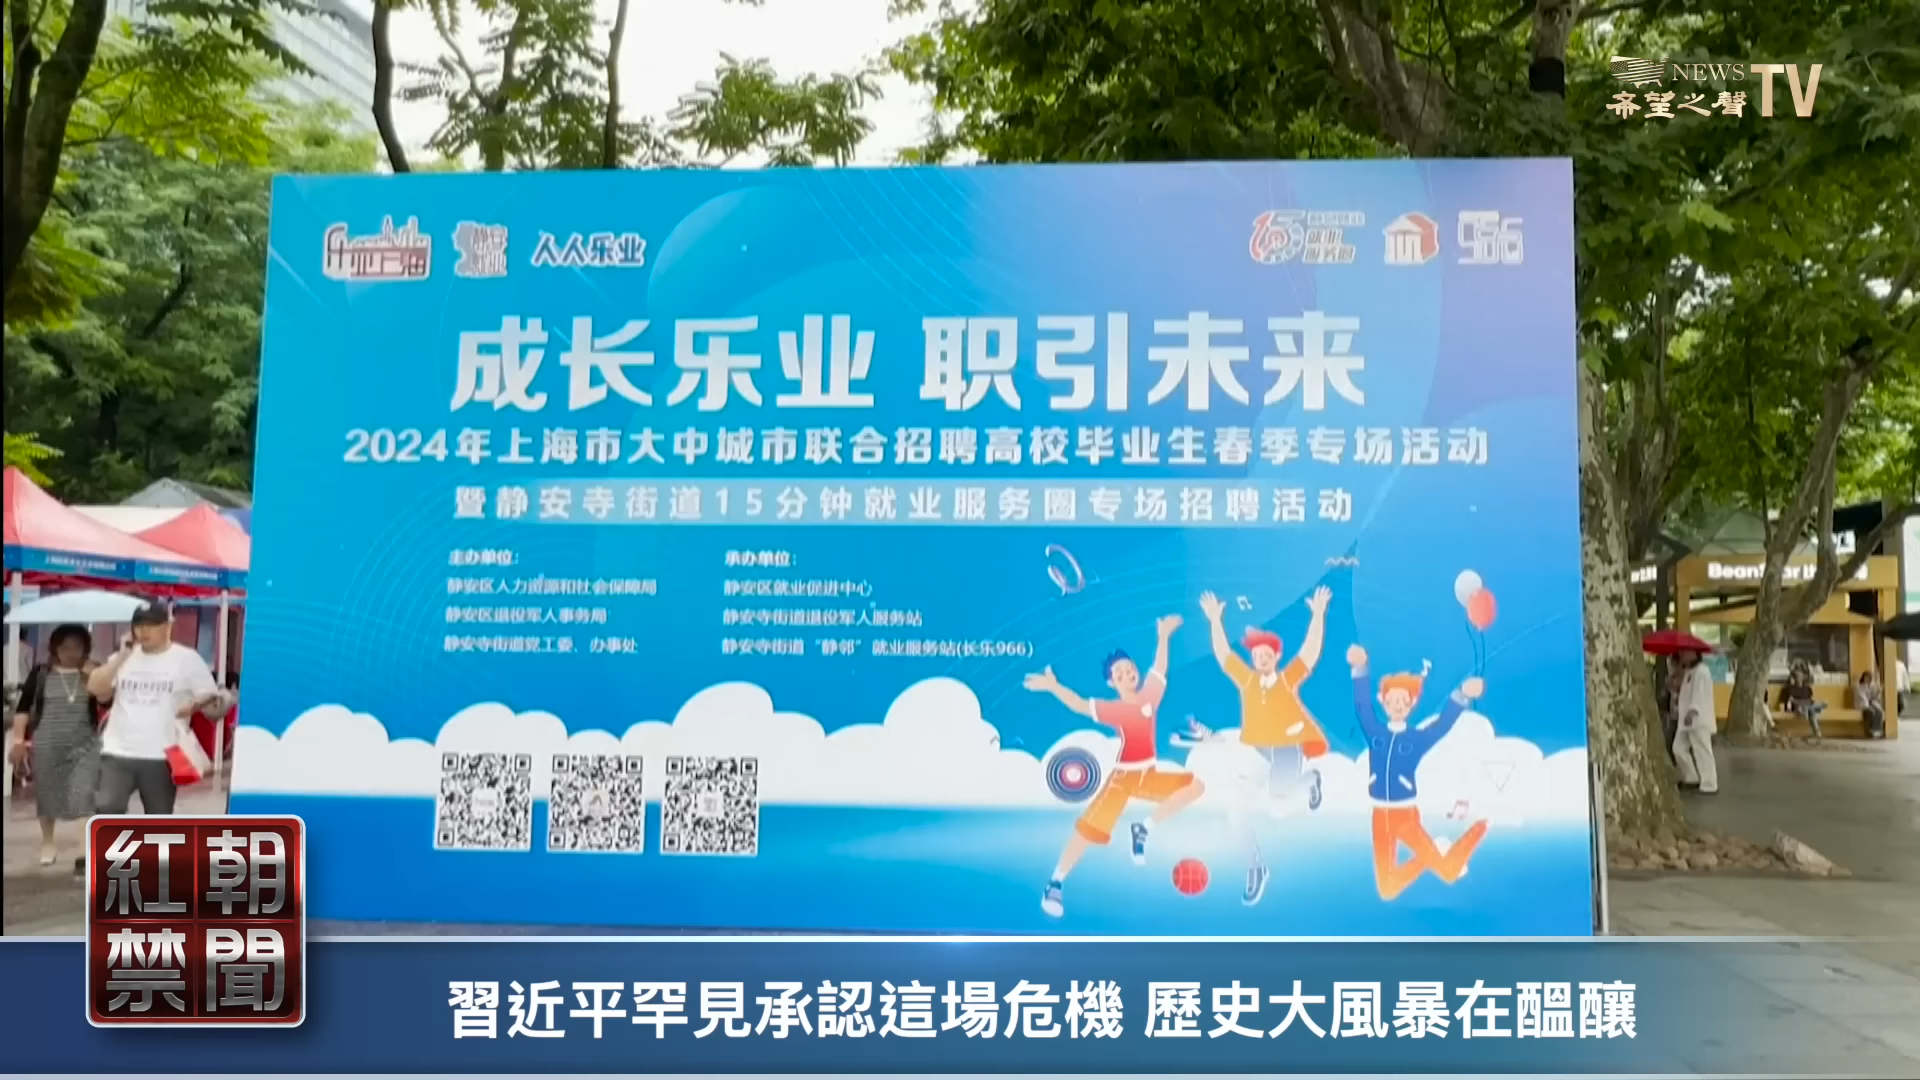 NEWS
希望之聲TV
人人乐业
成长乐业 职引未来
2024年上海市大中城市联合招聘高校毕业生春季专场活动
暨静安寺街道15分钟就业服务圈专场招聘活动
主办单位:
静安区人力资源和社会保障局
静安区退役军人事务局
静安寺街道党工委、办事处
承办单位:
静安区就业促进中心
静安寺街道退役军人服务站
静安寺街道“静邻”就业服务站(长乐966)
紅朝
禁聞
習近平罕見承認這場危機 歷史大風暴在醞釀